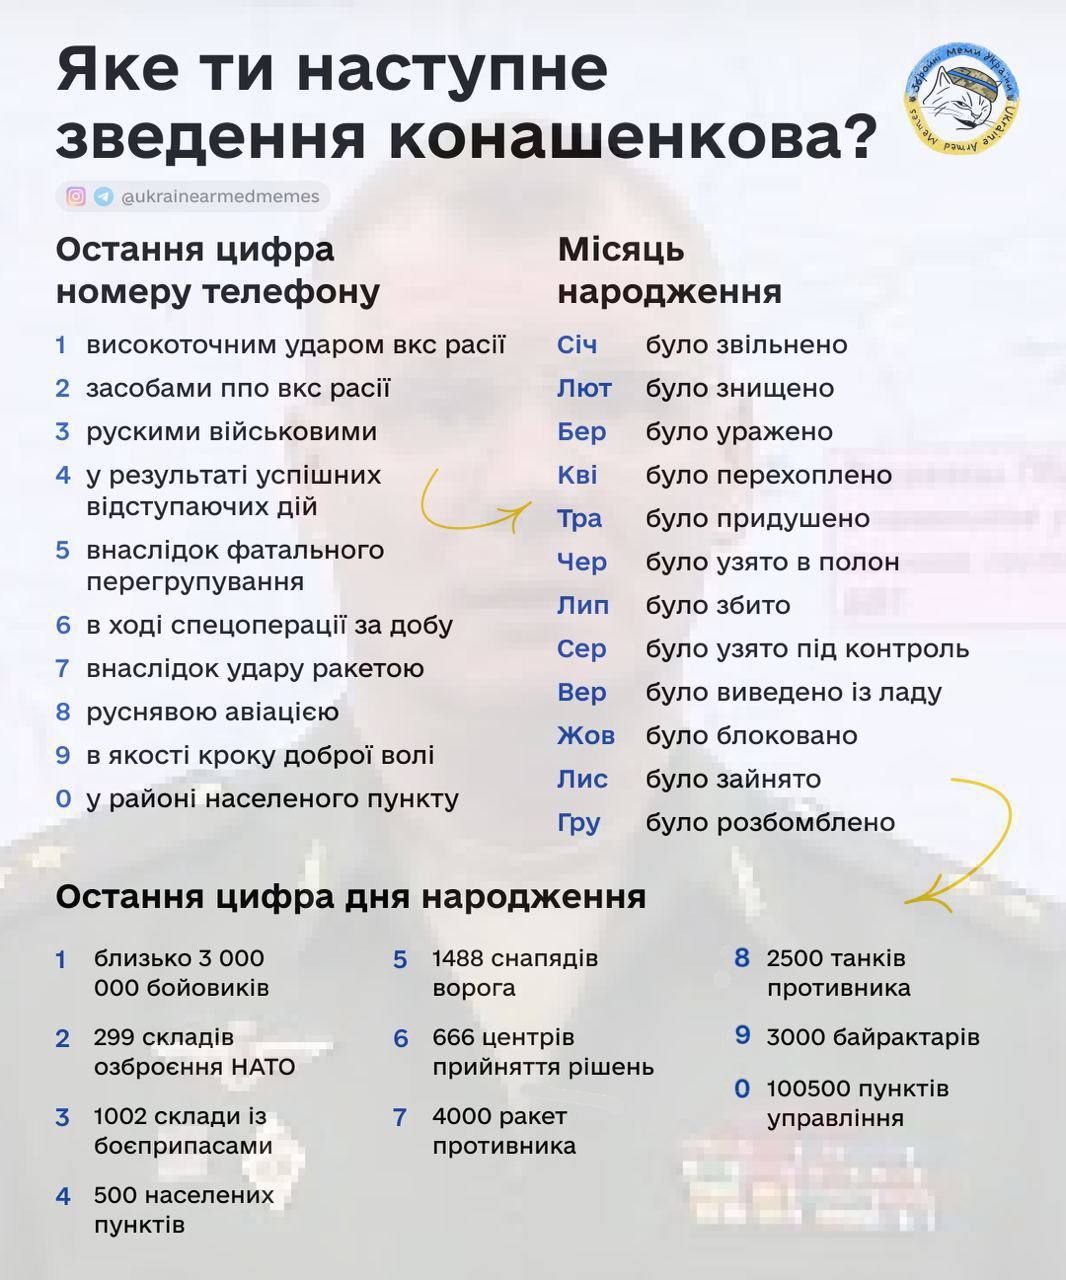 Яке ти наступне
зведення конашенкова?
Збройні Меми України
Ukraine Armed Memes
@ukrainearmedmemes
Остання цифра
номеру телефону
1 високоточним ударом вкс расії
2 засобами ппо вкс расії
3 рускими військовими
4 у результаті успішних
відступаючих дій
5 внаслідок фатального
перегрупування
6 в ході спецоперації за добу
7 внаслідок удару ракетою
8 руснявою авіацією
9 в якості кроку доброї волі
0 у районі населеного пункту
Місяць
народження
Січ було звільнено
Лют було знищено
Бер було уражено
Кві було перехоплено
Тра було придушено
Чер було узято в полон
Лип було збито
Сер було узято під контроль
Вер було виведено із ладу
Жов було блоковано
Лис було зайнято
Гру було розбомблено
Остання цифра дня народження
1 близько 3 000
000 бойовиків
2 299 складів
озброєння НАТО
3 1002 склади із
боєприпасами
4 500 населених
пунктів
5 1488 снапядів
ворога
6 666 центрів
прийняття рішень
7 4000 ракет
противника
8 2500 танків
противника
9 3000 байрактарів
0 100500 пунктів
управління